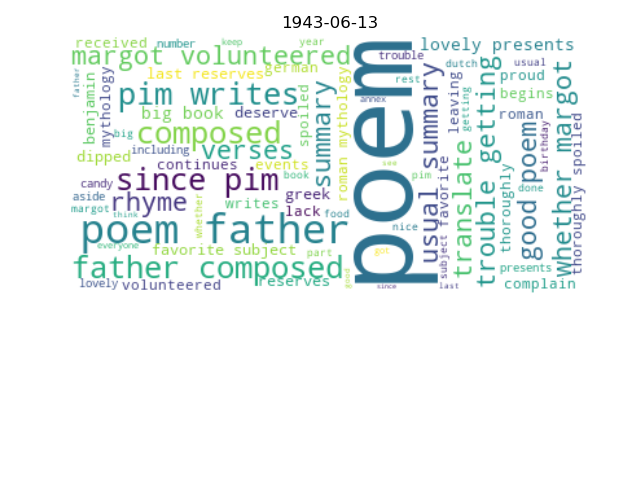 1943-06-13
received
number
keep
year
trouble
lovely presents
margot volunteered
father
last reserves
german
dutch
usual
proud
rest
pim writes
mythology
benjamin
spoiled
summary
roman mythology
annex
poem
usual summary
leaving
getting
begins
big book
deserve
roman
composed
big
verses
including
dipped
continues
events
candy
since pim
book
see
pim
favorite
translate
trouble getting
thoroughly
good poem
birthday
whether margot
thoroughly spoiled
done
aside
rhyme
greek
writes
lack
food
margot
think
whether
nice
poem father
everyone
favorite subject
part
got
subject
presents
father composed
good
lovely
volunteered
reserves
since
last
complain